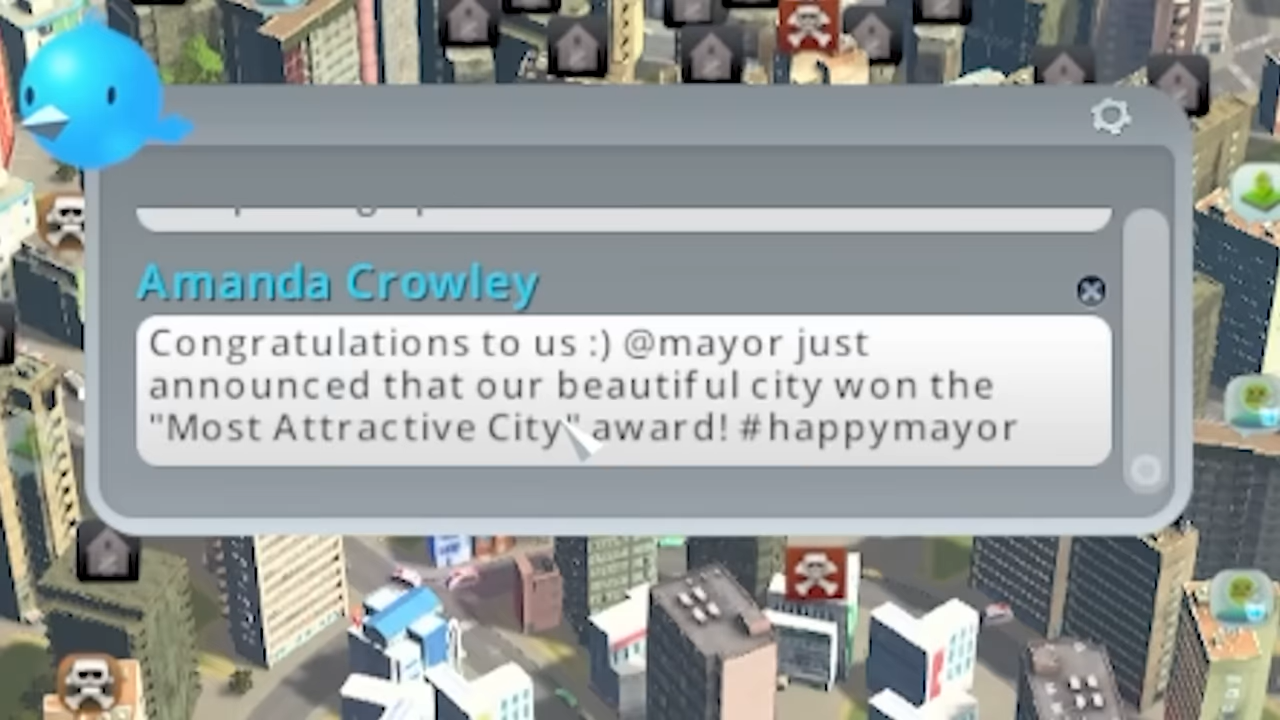 Amanda Crowley
Congratulations to us :) @mayor just
announced that our beautiful city won the
"Most Attractive City" award! #happymayor